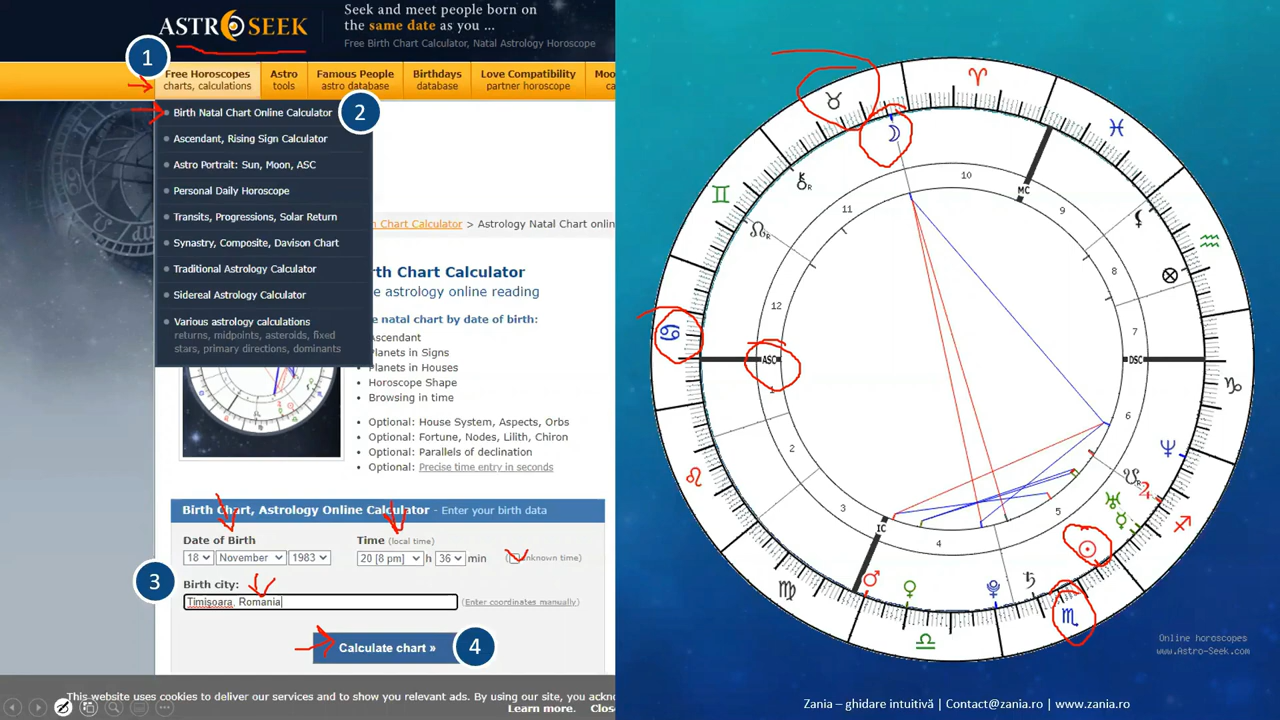 ASTROSEEK
Seek and meet people born on
the same date as you ...
Free Birth Chart Calculator, Natal Astrology Horoscope
1
Free Horoscopes
charts, calculations
Astro
tools
Famous People
astro database
Birthdays
database
Love Compatibility
partner horoscope
Moo
ca
Birth Natal Chart Online Calculator
2
Ascendant, Rising Sign Calculator
Astro Portrait: Sun, Moon, ASC
Personal Daily Horoscope
Transits, Progressions, Solar Return
Synastry, Composite, Davison Chart
Traditional Astrology Calculator
Sidereal Astrology Calculator
Various astrology calculations
returns, midpoints, asteroids, fixed
stars, primary directions, dominants
Chart Calculator > Astrology Natal Chart onlin
rth Chart Calculator
e astrology online reading
e natal chart by date of birth:
Ascendant
Planets in Signs
Planets in Houses
Horoscope Shape
Browsing in time
Optional: House System, Aspects, Orbs
Optional: Fortune, Nodes, Lilith, Chiron
Optional: Parallels of declination
Optional: Precise time entry in seconds
Birth Chart, Astrology Online Calculator - Enter your birth data
Date of Birth
Time (local time)
18 November 1983
20 [8 pm] h 36 min
unknown time)
3
Birth city:
Timișoara, Romania
(Enter coordinates manually)
Calculate chart »
4
This website uses cookies to deliver our services and to show you relevant ads. By using our site, you ackno
Learn more.
Close
♈
♉
♓
☽
10
MC
⚷R
♊
11
9
☊R
⚸
♒
8
⊗
12
♋
7
ASC
DSC
♑
1
6
2
♆
☋R
♃
♌
3
IC
5
♅
☿
♐
4
☉
♍
♂
♀
♄
♏
♎
Online horoscopes
www.Astro-Seek.com
Zania – ghidare intuitivă | Contact@zania.ro | www.zania.ro